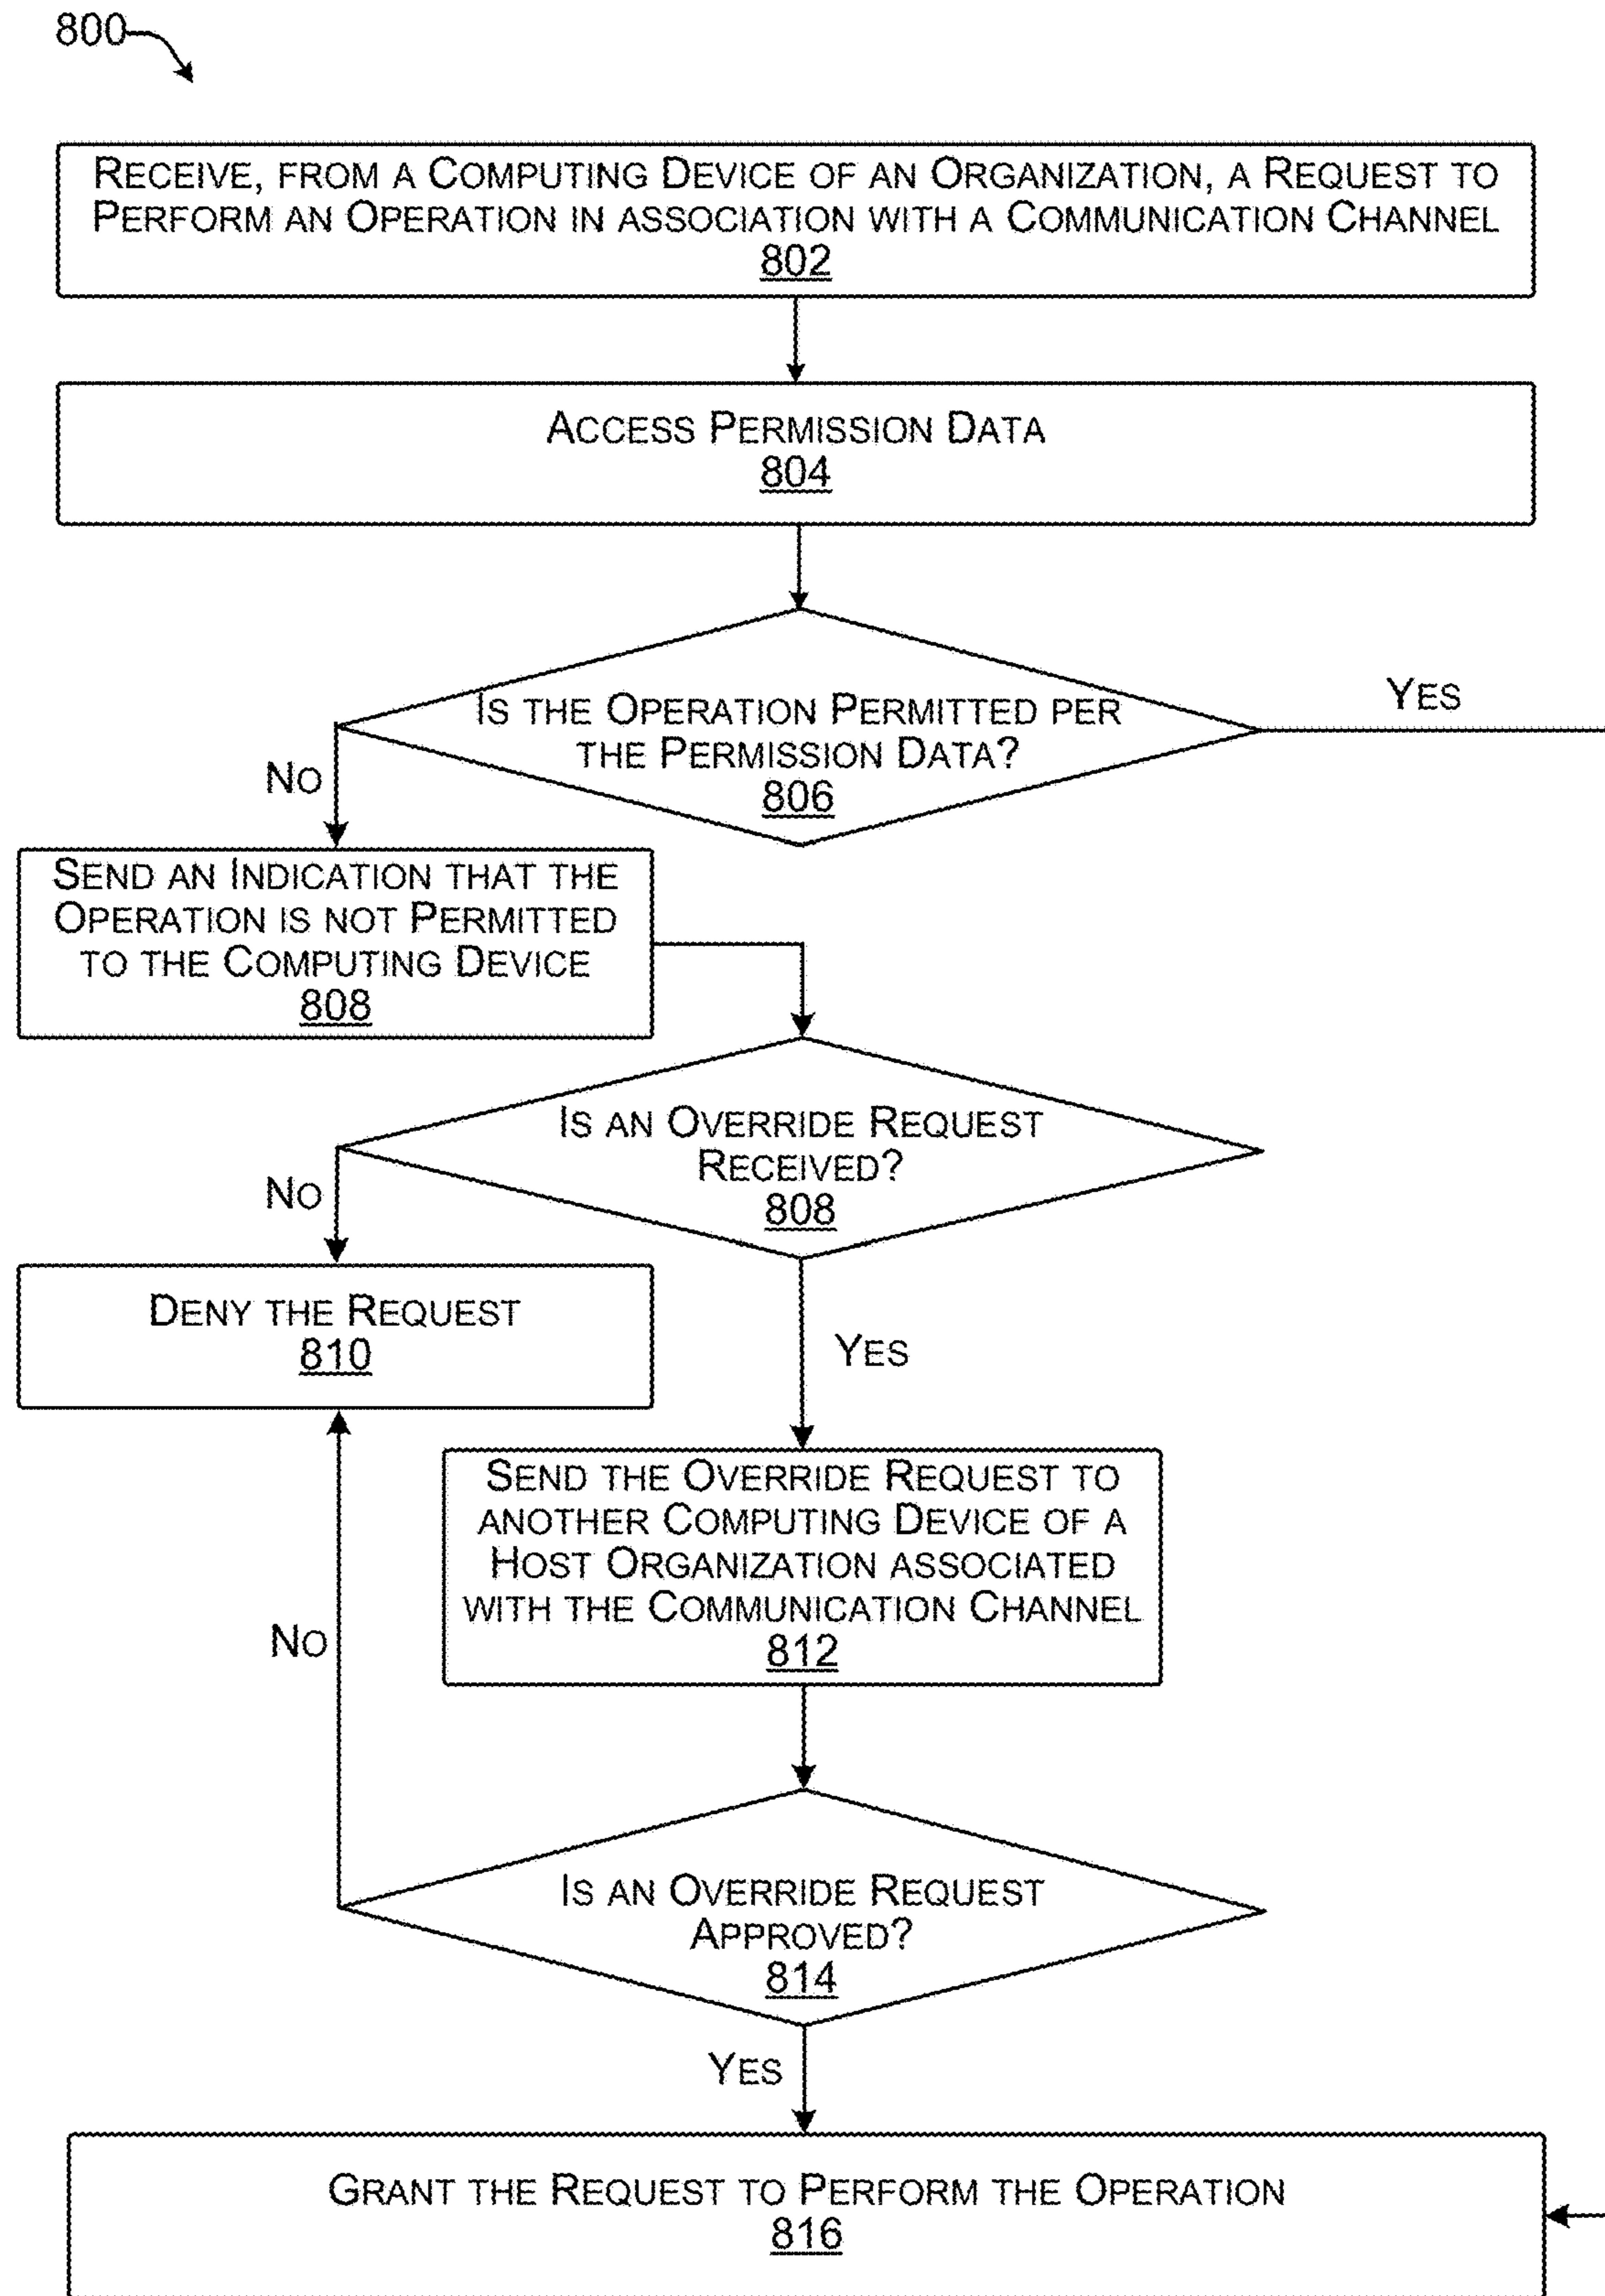 800
RECEIVE, FROM A COMPUTING DEVICE OF AN ORGANIZATION, A REQUEST TO
PERFORM AN OPERATION IN ASSOCIATION WITH A COMMUNICATION CHANNEL
802
ACCESS PERMISSION DATA
804
IS THE OPERATION PERMITTED PER
THE PERMISSION DATA?
806
YES
NO
SEND AN INDICATION THAT THE
OPERATION IS NOT PERMITTED
TO THE COMPUTING DEVICE
808
IS AN OVERRIDE REQUEST
RECEIVED?
808
NO
DENY THE REQUEST
810
YES
SEND THE OVERRIDE REQUEST TO
ANOTHER COMPUTING DEVICE OF A
HOST ORGANIZATION ASSOCIATED
WITH THE COMMUNICATION CHANNEL
812
NO
IS AN OVERRIDE REQUEST
APPROVED?
814
YES
GRANT THE REQUEST TO PERFORM THE OPERATION
816